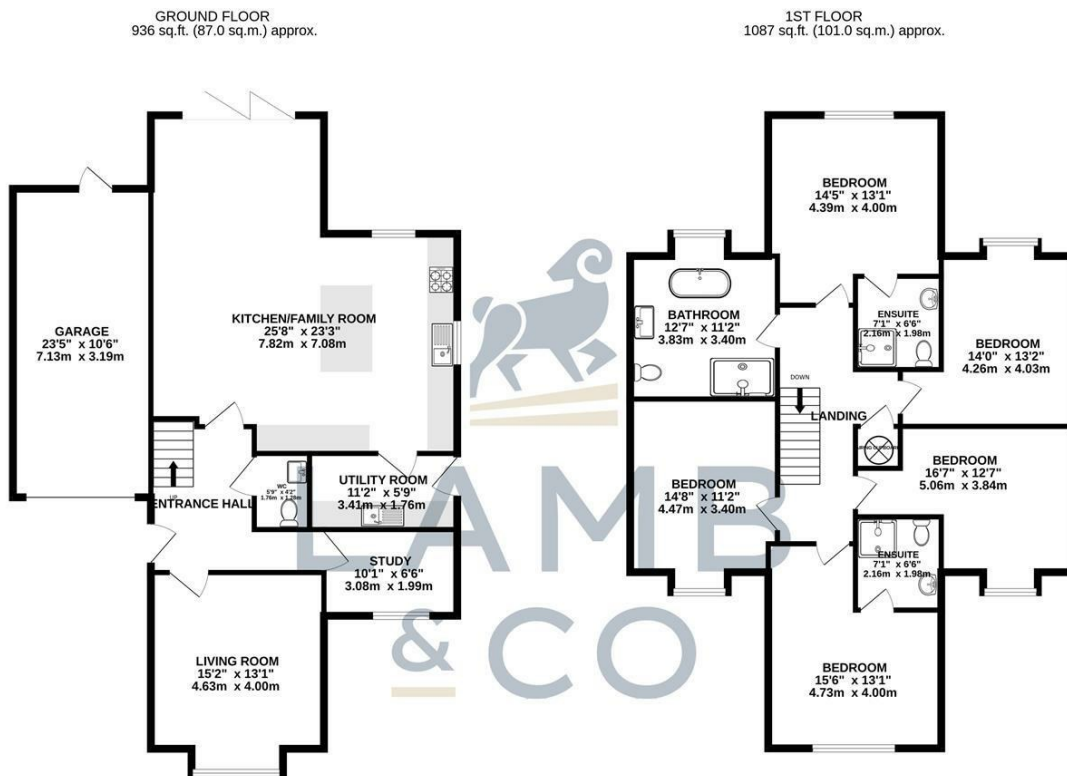 GROUND FLOOR
936 sq.ft. (87.0 sq.m.) approx.
GARAGE
23'5" x 10'6"
7.13m x 3.19m
KITCHEN/FAMILY ROOM
25'8" x 23'3"
7.82m x 7.08m
UP
ENTRANCE HALL
WC
5'9" x 4'2"
UTILITY ROOM
11'2" x 5'9"
3.41m x 1.76m
STUDY
10'1" x 6'6"
3.08m x 1.99m
LIVING ROOM
15'2" x 13'1"
4.63m x 4.00m
1ST FLOOR
1087 sq.ft. (101.0 sq.m.) approx.
BEDROOM
14'5" x 13'1"
4.39m x 4.00m
BATHROOM
12'7" x 11'2"
3.83m x 3.40m
ENSUITE
7'1" x 6'6"
2.16m x 1.98m
BEDROOM
14'0" x 13'2"
4.26m x 4.03m
DOWN
LANDING
BEDROOM
14'8" x 11'2"
4.47m x 3.40m
BEDROOM
16'7" x 12'7"
5.06m x 3.84m
ENSUITE
7'1" x 6'6"
2.16m x 1.98m
BEDROOM
15'6" x 13'1"
4.73m x 4.00m
LAMB
& CO